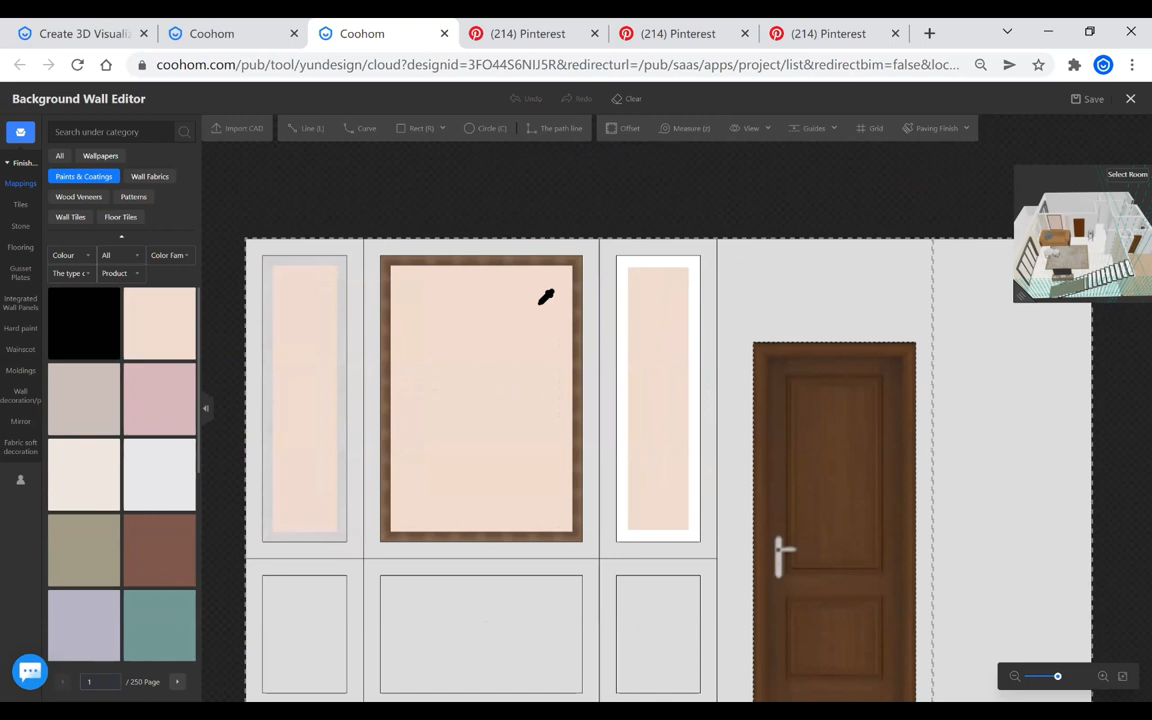 Create 3D Visualiz
Coohom
Coohom
(214) Pinterest
(214) Pinterest
(214) Pinterest
coohom.com/pub/tool/yundesign/cloud?designid=3FO44S6NIJ5R&redirecturl=/pub/saas/apps/project/list&redirectbim=false&loc...
Background Wall Editor
Undo
Redo
Clear
Save
Search under category
Import CAD
Line (L)
Curve
Rect (R)
Circle (C)
The path line
Offset
Measure (z)
View
Guides
Grid
Paving Finish
All
Wallpapers
Finish...
Paints & Coatings
Wall Fabrics
Select Room
Mappings
Wood Veneers
Patterns
Tiles
Wall Tiles
Floor Tiles
Stone
Flooring
Colour
All
Color Fam
Gusset
Plates
The type c
Product
Integrated
Wall Panels
Hard paint
Wainscot
Moldings
Wall
decoration/p
Mirror
Fabric soft
decoration
1
/ 250 Page